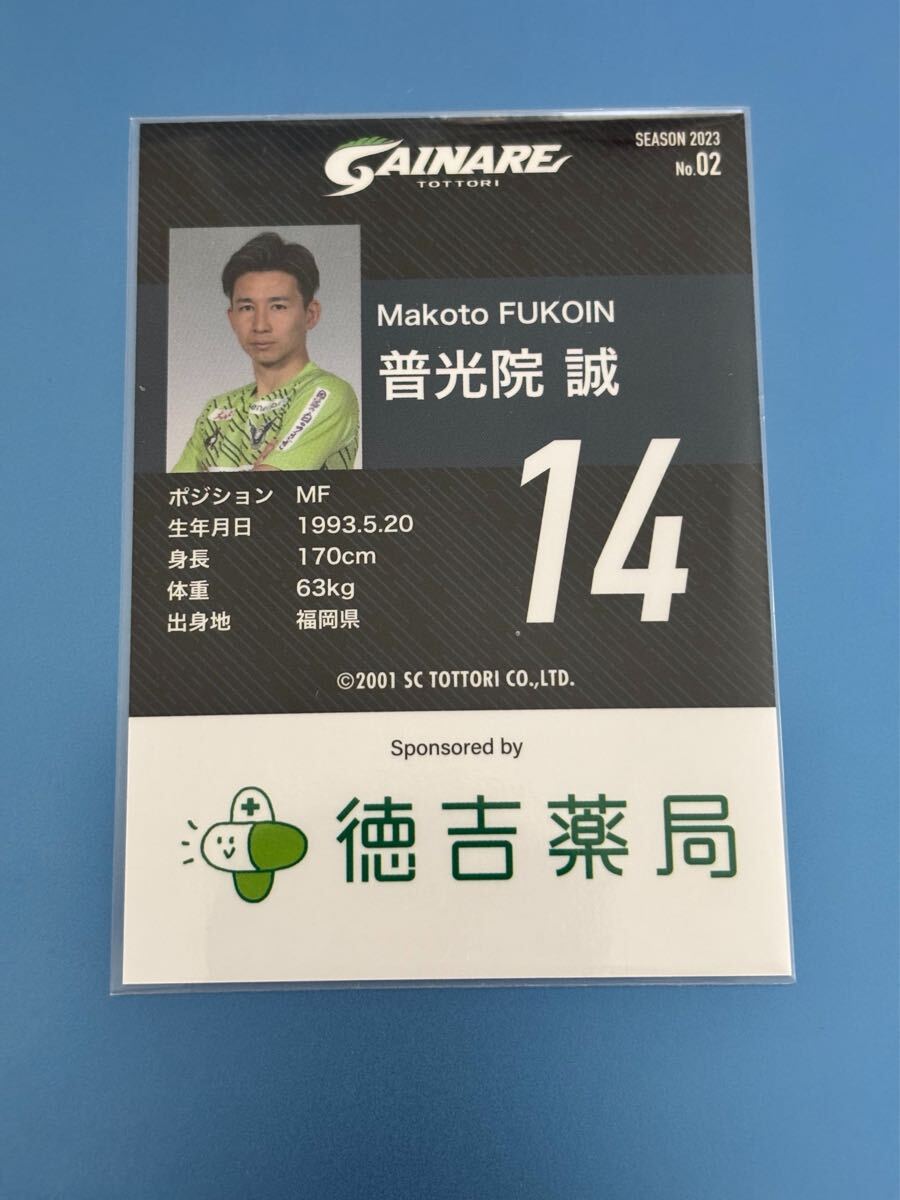 GAINARE
TOTTORI
SEASON 2023
No.02
Makoto FUKOIN
普光院 誠
14
ポジション MF
生年月日 1993.5.20
身長 170cm
体重 63kg
出身地 福岡県
©2001 SC TOTTORI CO.,LTD.
Sponsored by
徳吉薬局